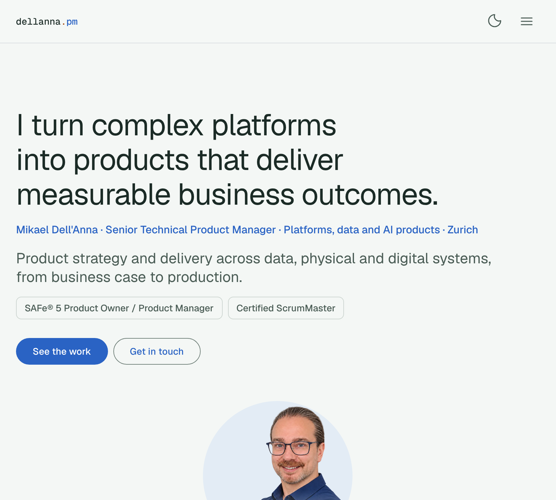 dellanna.pm
I turn complex platforms
into products that deliver
measurable business outcomes.
Mikael Dell'Anna · Senior Technical Product Manager · Platforms, data and AI products · Zurich
Product strategy and delivery across data, physical and digital systems,
from business case to production.
SAFe® 5 Product Owner / Product Manager
Certified ScrumMaster
See the work
Get in touch